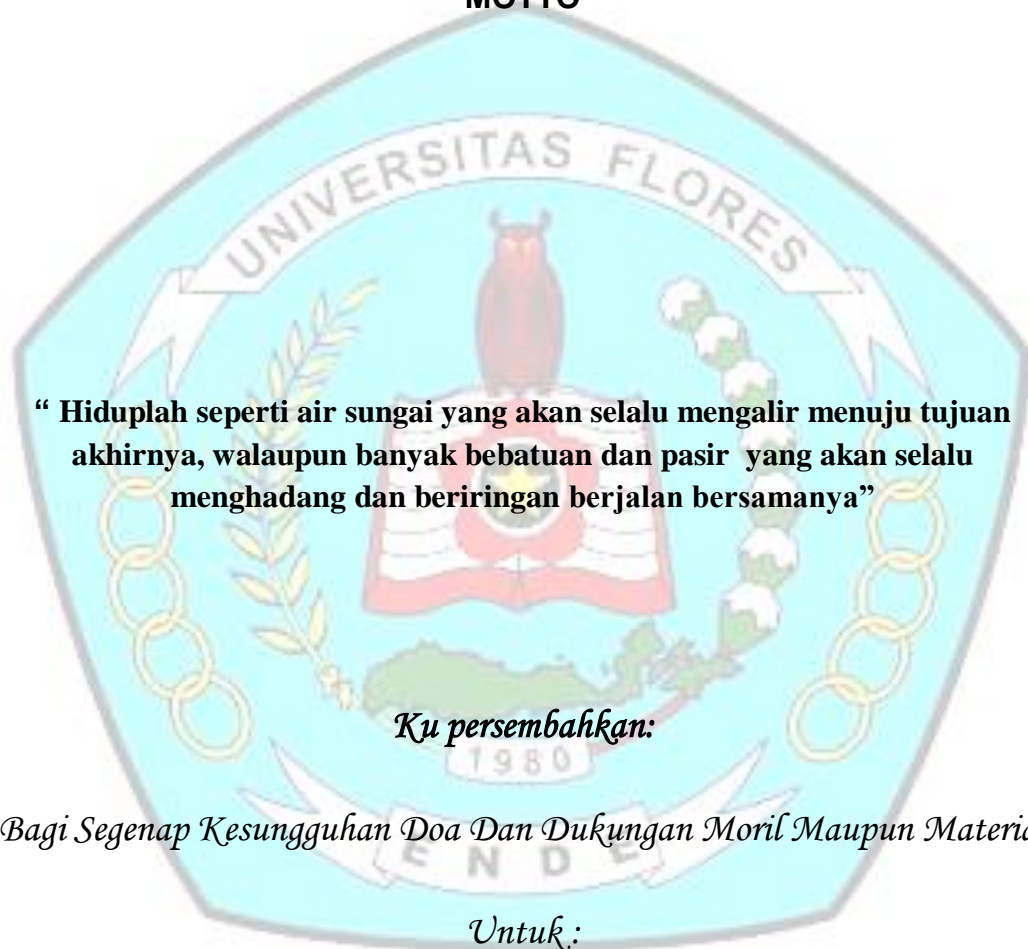 MOTTO
UNIVERSITAS FLORES
“ Hiduplah seperti air sungai yang akan selalu mengalir menuju tujuan
akhirnya, walaupun banyak bebatuan dan pasir yang akan selalu
menghadang dan beriringan berjalan bersamanya”
Ku persembahkan:
1980
Bagi Segenap Kesungguhan Doa Dan Dukungan Moril Maupun
ENDE
Untuk :